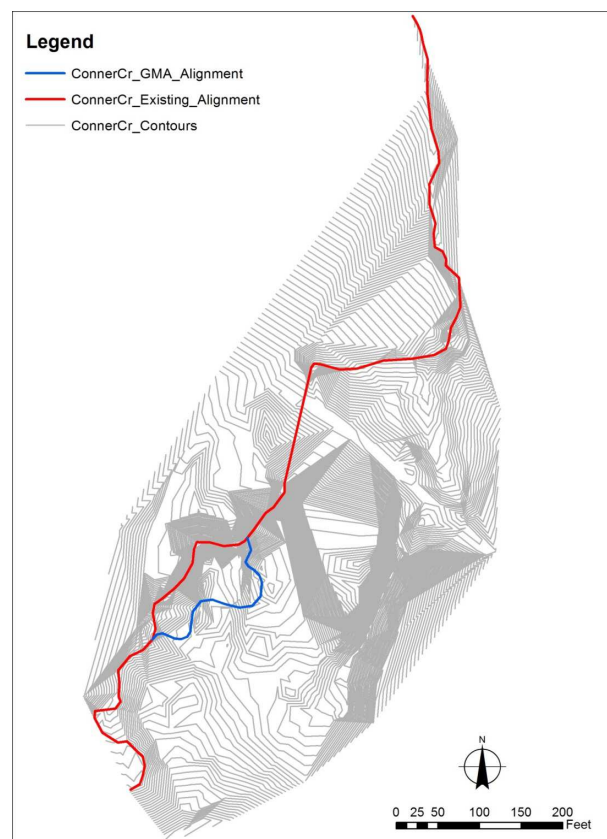 Legend
ConnerCr_GMA_Alignment
ConnerCr_Existing_Alignment
ConnerCr_Contours
N
0 25 50 100 150 200
Feet